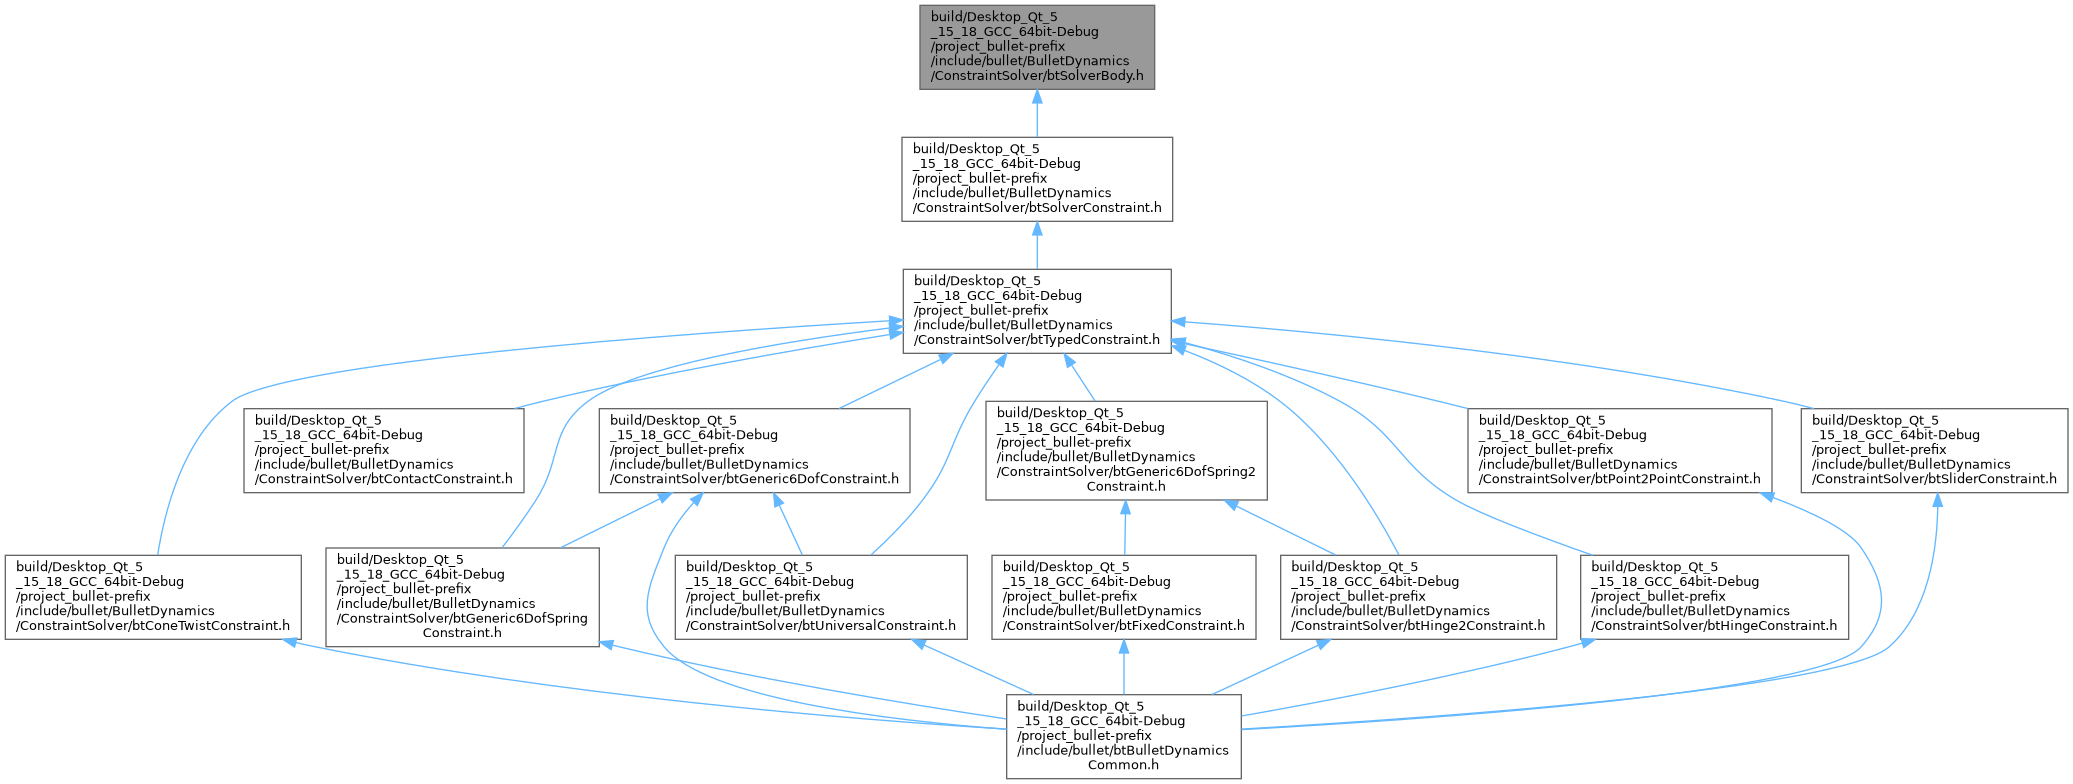 build/Desktop_Qt_5
_15_18_GCC_64bit-Debug
/project_bullet-prefix
/include/bullet/BulletDynamics
/ConstraintSolver/btSolverBody.h
build/Desktop_Qt_5
_15_18_GCC_64bit-Debug
/project_bullet-prefix
/include/bullet/BulletDynamics
/ConstraintSolver/btSolverConstraint.h
build/Desktop_Qt_5
_15_18_GCC_64bit-Debug
/project_bullet-prefix
/include/bullet/BulletDynamics
/ConstraintSolver/btTypedConstraint.h
build/Desktop_Qt_5
_15_18_GCC_64bit-Debug
/project_bullet-prefix
/include/bullet/BulletDynamics
/ConstraintSolver/btContactConstraint.h
build/Desktop_Qt_5
_15_18_GCC_64bit-Debug
/project_bullet-prefix
/include/bullet/BulletDynamics
/ConstraintSolver/btGeneric6DofConstraint.h
build/Desktop_Qt_5
_15_18_GCC_64bit-Debug
/project_bullet-prefix
/include/bullet/BulletDynamics
/ConstraintSolver/btGeneric6DofSpring2
Constraint.h
build/Desktop_Qt_5
_15_18_GCC_64bit-Debug
/project_bullet-prefix
/include/bullet/BulletDynamics
/ConstraintSolver/btPoint2PointConstraint.h
build/Desktop_Qt_5
_15_18_GCC_64bit-Debug
/project_bullet-prefix
/include/bullet/BulletDynamics
/ConstraintSolver/btSliderConstraint.h
build/Desktop_Qt_5
_15_18_GCC_64bit-Debug
/project_bullet-prefix
/include/bullet/BulletDynamics
/ConstraintSolver/btConeTwistConstraint.h
build/Desktop_Qt_5
_15_18_GCC_64bit-Debug
/project_bullet-prefix
/include/bullet/BulletDynamics
/ConstraintSolver/btGeneric6DofSpring
Constraint.h
build/Desktop_Qt_5
_15_18_GCC_64bit-Debug
/project_bullet-prefix
/include/bullet/BulletDynamics
/ConstraintSolver/btUniversalConstraint.h
build/Desktop_Qt_5
_15_18_GCC_64bit-Debug
/project_bullet-prefix
/include/bullet/BulletDynamics
/ConstraintSolver/btFixedConstraint.h
build/Desktop_Qt_5
_15_18_GCC_64bit-Debug
/project_bullet-prefix
/include/bullet/BulletDynamics
/ConstraintSolver/btHinge2Constraint.h
build/Desktop_Qt_5
_15_18_GCC_64bit-Debug
/project_bullet-prefix
/include/bullet/BulletDynamics
/ConstraintSolver/btHingeConstraint.h
build/Desktop_Qt_5
_15_18_GCC_64bit-Debug
/project_bullet-prefix
/include/bullet/btBulletDynamics
Common.h